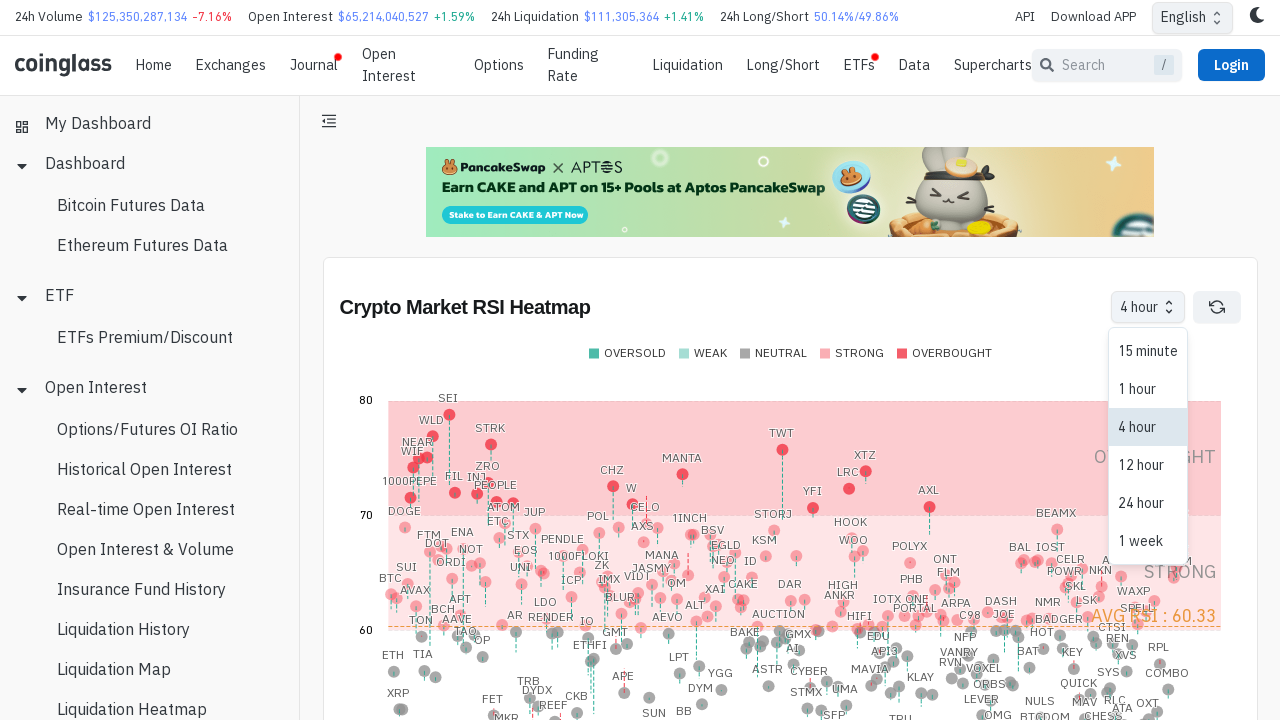 24h Volume $125,350,287,134 -7.16% Open Interest $65,214,040,527 +1.59% 24h Liquidation $111,305,364 +1.41% 24h Long/Short 50.14%/49.86% API Download APP English
coinglass Home Exchanges Journal Open Interest Options Funding Rate Liquidation Long/Short ETFs Data Supercharts Search / Login
My Dashboard
Dashboard
Bitcoin Futures Data
Ethereum Futures Data
ETF
ETFs Premium/Discount
Open Interest
Options/Futures OI Ratio
Historical Open Interest
Real-time Open Interest
Open Interest & Volume
Insurance Fund History
Liquidation History
Liquidation Map
Liquidation Heatmap
PancakeSwap X APTOS
Earn CAKE and APT on 15+ Pools at Aptos PancakeSwap
Stake to Earn CAKE & APT Now
Crypto Market RSI Heatmap
4 hour
15 minute
1 hour
4 hour
12 hour
24 hour
1 week
OVERSOLD WEAK NEUTRAL STRONG OVERBOUGHT
80
SEI
WLD
STRK
TWT
NEAR
WIF
MANTA
XTZ
ZRO
CHZ
LRC
1000PEPE
FIL
INJ
PEOPLE
W
YFI
AXL
70
DOGE
ATOM
ETC
JUP
POL
CELO
AXS
1INCH
STORJ
HOOK
BEAMX
FTM
DOT
ENA
NOT
STX
PENDLE
BSV
EGLD
KSM
WOO
POLYX
BAL
IOST
STRONG
SUI
ORDI
EOS
UNI
1000FLOKI
ZK
MANA
JASMY
NEO
ID
ONT
CELR
BTC
AVAX
APT
ICP
IMX
VIDT
OM
XAI
CAKE
DAR
HIGH
ANKR
PHB
FLM
POWR
NKN
SKL
WAXP
TON
BCH
AAVE
AR
LDO
RENDER
BLUR
AEVO
ALT
AUCTION
HIFI
IOTX
ONE
PORTAL
ARPA
C98
DASH
JOE
NMR
BADGER
LSK
SPELL
CTSI
AVG RSI : 60.33
60
TAO
OP
IO
GMT
BAKE
GMX
EDU
NFP
HOT
REN
ETH
TIA
ETHFI
LPT
AI
API3
VANRY
BAT
KEY
XVS
RPL
XRP
TRB
DYDX
APE
YGG
ASTR
CYBER
MAVIA
KLAY
RVN
VOXEL
ORBS
QUICK
SYS
COMBO
FET
REEF
CKB
SUN
DYM
BB
STMX
UMA
SFP
LEVER
OMG
NULS
MAV
RLC
ATA
OXT
MKR
TRU
BTCDOM
CHESS